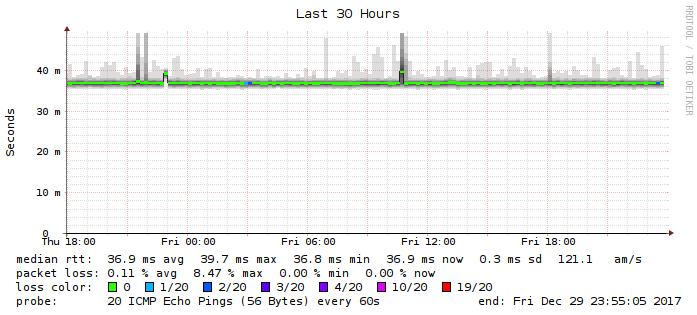 Last 30 Hours
RRDTOOL / TOBI OETIKER
Seconds
40 m
30 m
20 m
10 m
0
Thu 18:00 Fri 00:00 Fri 06:00 Fri 12:00 Fri 18:00
median rtt: 36.9 ms avg 39.7 ms max 36.8 ms min 36.9 ms now 0.3 ms sd 121.1 am/s
packet loss: 0.11 % avg 8.47 % max 0.00 % min 0.00 % now
loss color: 0 1/20 2/20 3/20 4/20 10/20 19/20
probe: 20 ICMP Echo Pings (56 Bytes) every 60s end: Fri Dec 29 23:55:05 2017